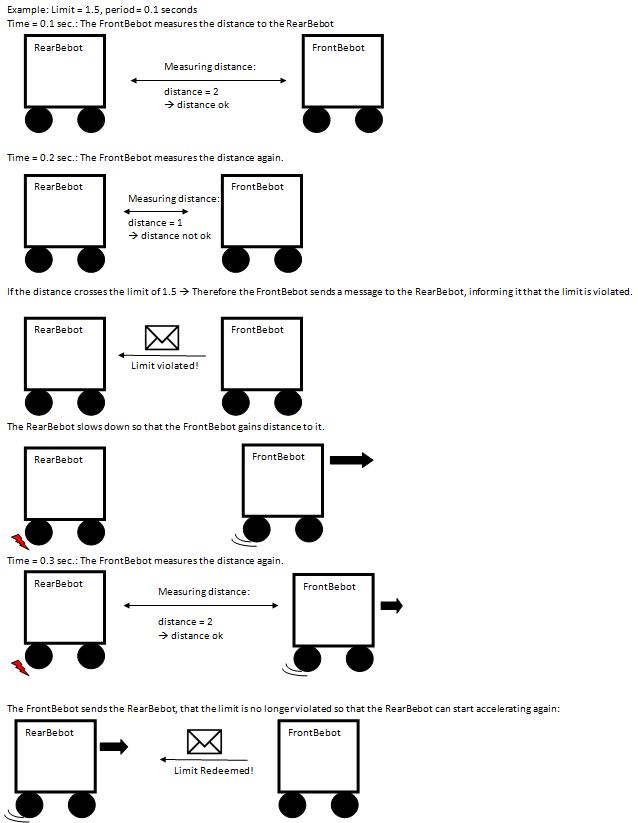 Example: Limit = 1.5, period = 0.1 seconds
Time = 0.1 sec.: The FrontBebot measures the distance to the RearBebot
RearBebot
FrontBebot
Measuring distance:
distance = 2
→ distance ok
Time = 0.2 sec.: The FrontBebot measures the distance again.
RearBebot
FrontBebot
Measuring distance:
distance = 1
→ distance not ok
If the distance crosses the limit of 1.5 → Therefore the FrontBebot sends a message to the RearBebot, informing it that the limit is violated.
RearBebot
FrontBebot
Limit violated!
The RearBebot slows down so that the FrontBebot gains distance to it.
RearBebot
FrontBebot
Time = 0.3 sec.: The FrontBebot measures the distance again.
RearBebot
FrontBebot
Measuring distance:
distance = 2
→ distance ok
The FrontBebot sends the RearBebot, that the limit is no longer violated so that the RearBebot can start accelerating again:
RearBebot
FrontBebot
Limit Redeemed!